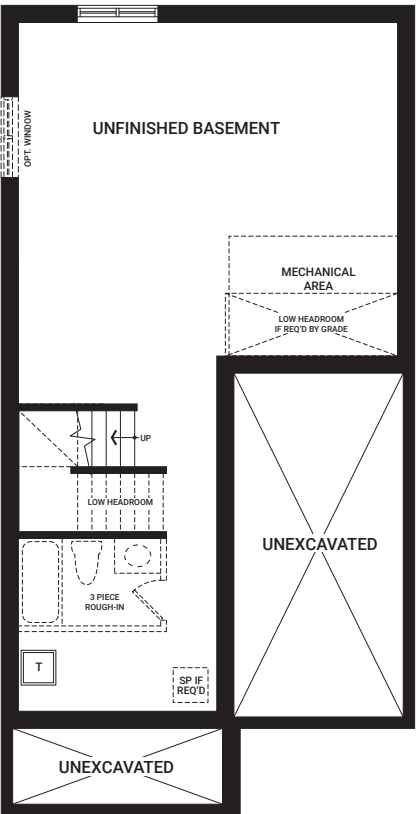 UNFINISHED BASEMENT
OPT. WINDOW
MECHANICAL
AREA
LOW HEADROOM
IF REQ'D BY GRADE
UP
LOW HEADROOM
UNEXCAVATED
3 PIECE
ROUGH-IN
T
SP IF
REQ'D
UNEXCAVATED